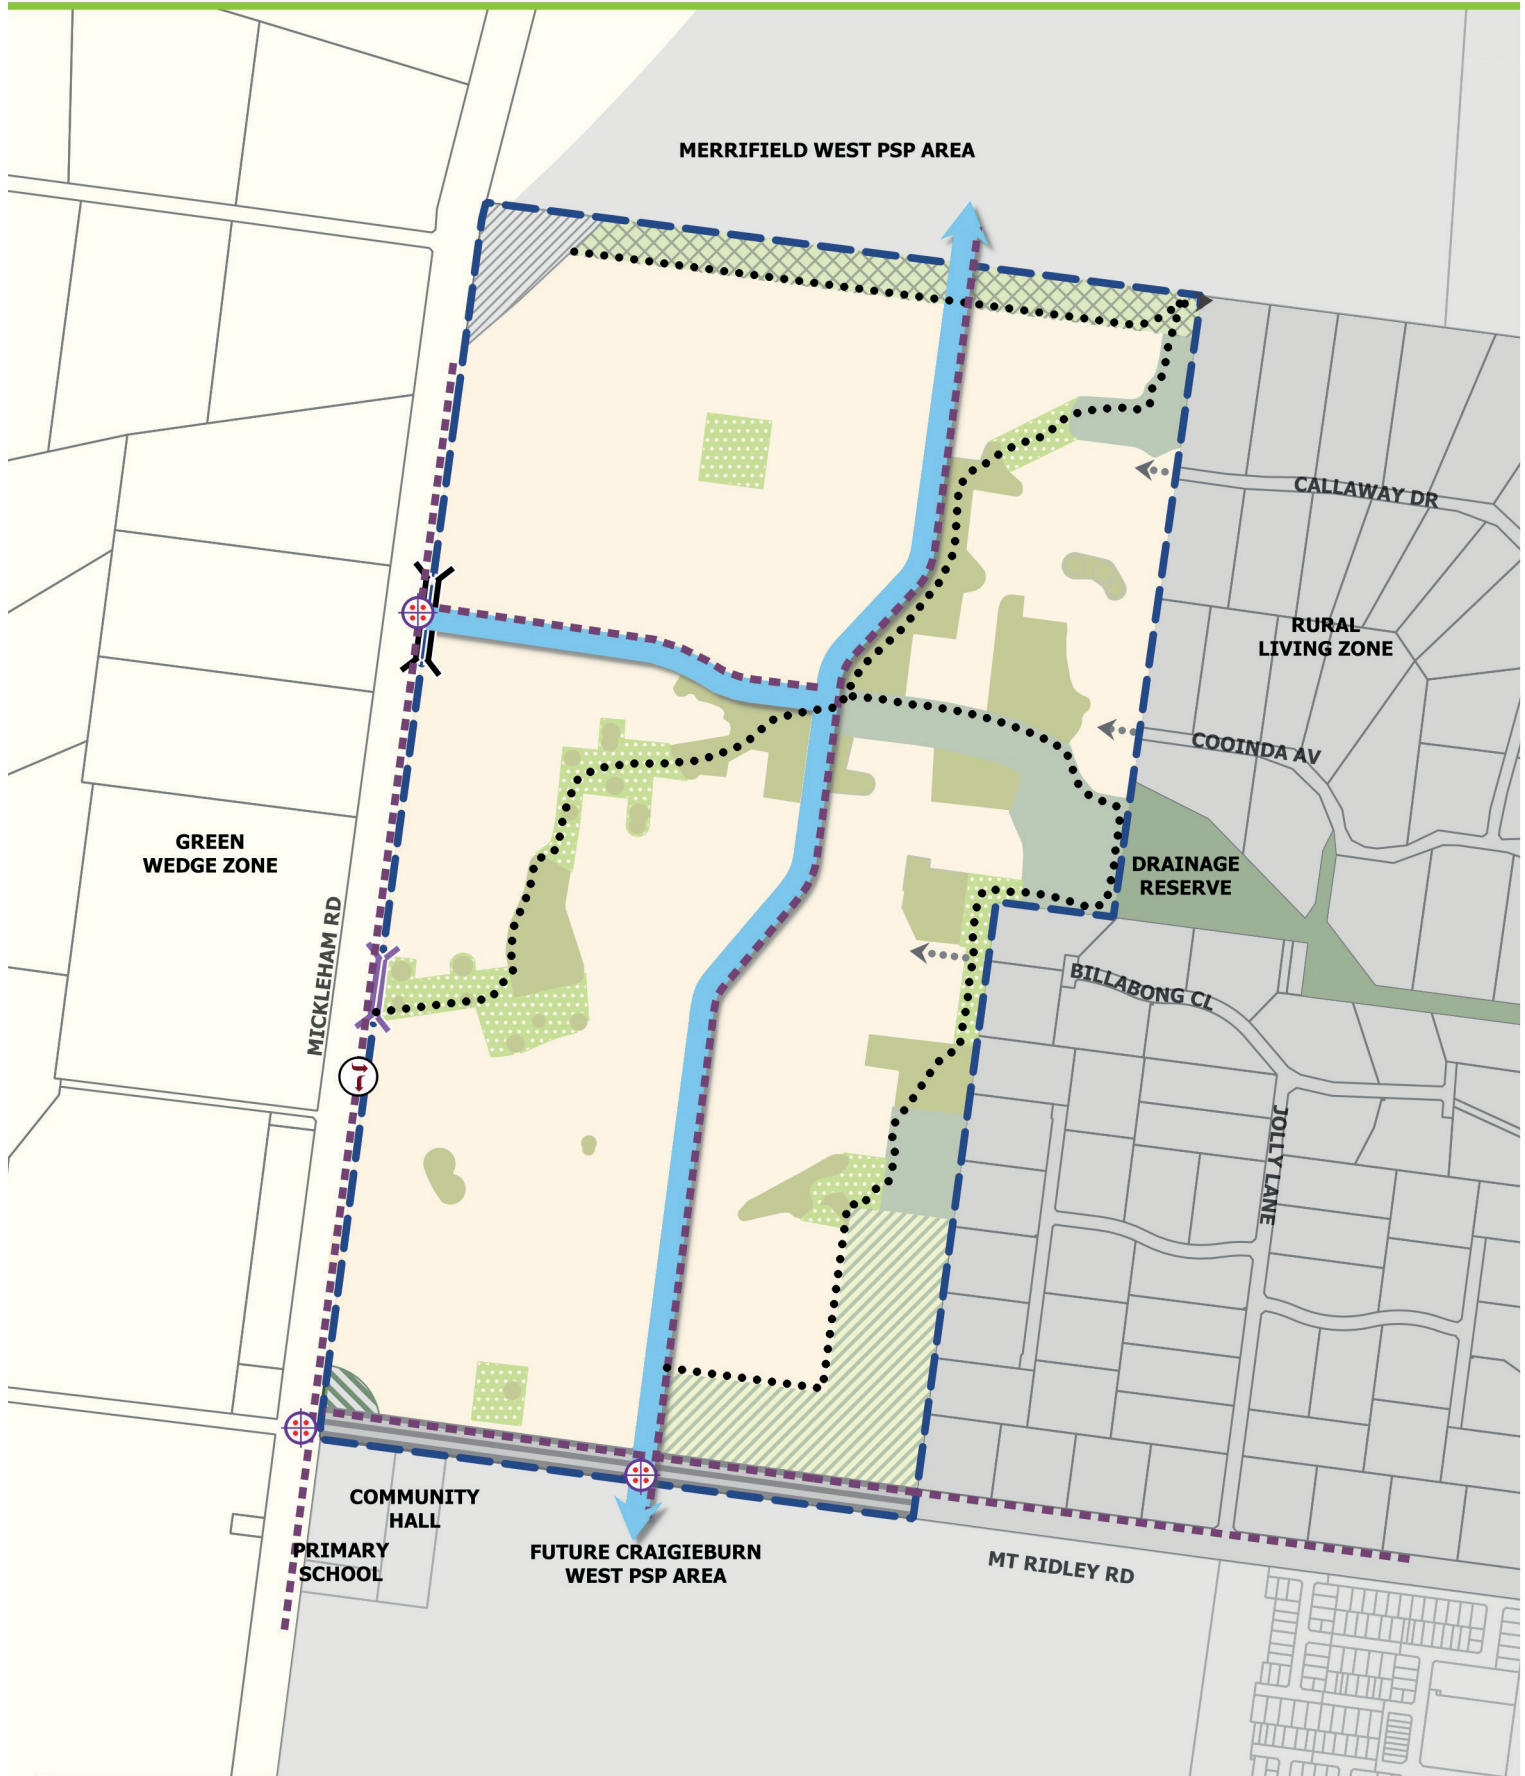 MERRIFIELD WEST PSP AREA
CALLAWAY DR
RURAL
LIVING ZONE
COOINDA AV
GREEN
WEDGE ZONE
DRAINAGE
RESERVE
MICKLEHAM RD
BILLABONG CL
JOLLY LANE
COMMUNITY
HALL
PRIMARY
SCHOOL
FUTURE CRAIGIEBURN
WEST PSP AREA
MT RIDLEY RD